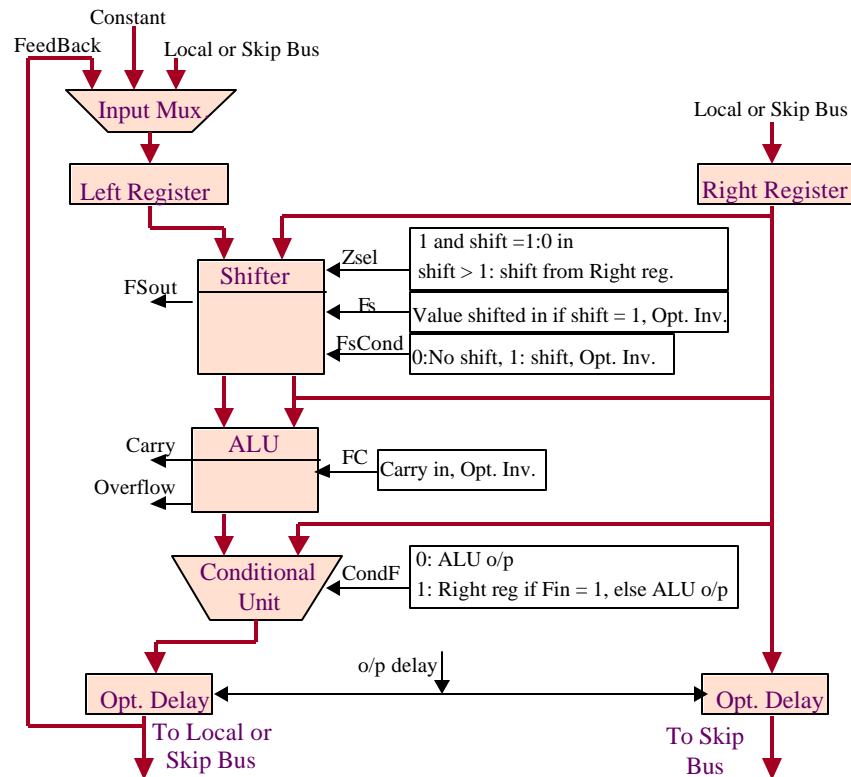 Constant
FeedBack
Local or Skip Bus
Input Mux
Local or Skip Bus
Left Register
Right Register
Zsel
1 and shift =1:0 in
shift > 1: shift from Right reg.
Shifter
FSout
Fs
Value shifted in if shift = 1, Opt. Inv.
FsCond
0:No shift, 1: shift, Opt. Inv.
Carry
ALU
FC
Carry in, Opt. Inv.
Overflow
Conditional
Unit
CondF
0: ALU o/p
1: Right reg if Fin = 1, else ALU o/p
o/p delay
Opt. Delay
Opt. Delay
To Local or
Skip Bus
To Skip
Bus